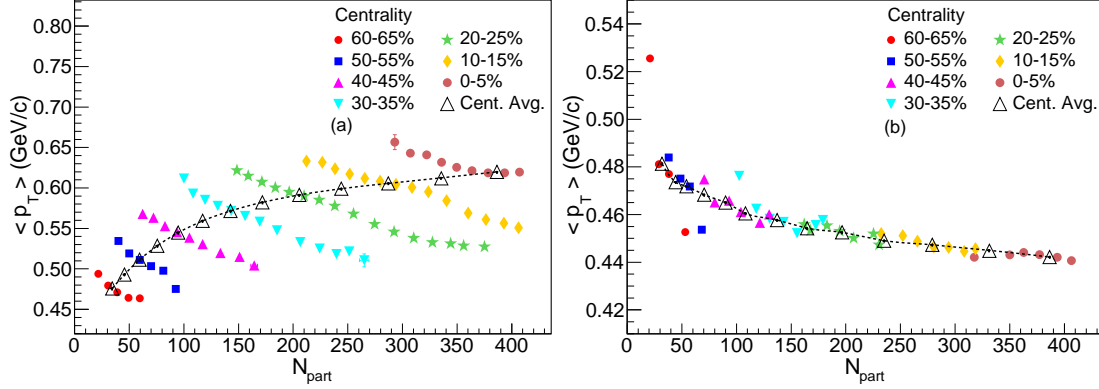 Centrality
60-65%
50-55%
40-45%
30-35%
20-25%
10-15%
0-5%
Cent. Avg.
(a)
< p_T > (GeV/c)
0.80
0.75
0.70
0.65
0.60
0.55
0.50
0.45
0 50 100 150 200 250 300 350 400
N_part
Centrality
60-65%
50-55%
40-45%
30-35%
20-25%
10-15%
0-5%
Cent. Avg.
(b)
< p_T > (GeV/c)
0.54
0.52
0.50
0.48
0.46
0.44
0.42
0 50 100 150 200 250 300 350 400
N_part